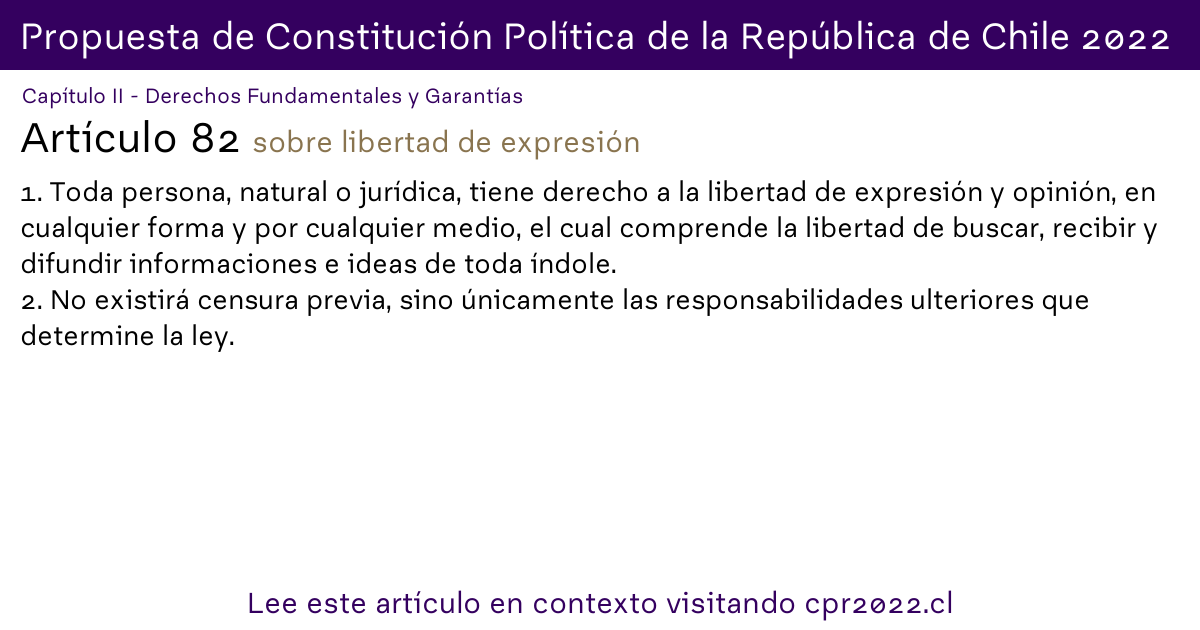 Propuesta de Constitución Política de la República de Chile 2022
Capítulo II - Derechos Fundamentales y Garantías
Artículo 82 sobre libertad de expresión
1. Toda persona, natural o jurídica, tiene derecho a la libertad de expresión y opinión, en
cualquier forma y por cualquier medio, el cual comprende la libertad de buscar, recibir y
difundir informaciones e ideas de toda índole.
2. No existirá censura previa, sino únicamente las responsabilidades ulteriores que
determine la ley.
Lee este artículo en contexto visitando cpr2022.cl